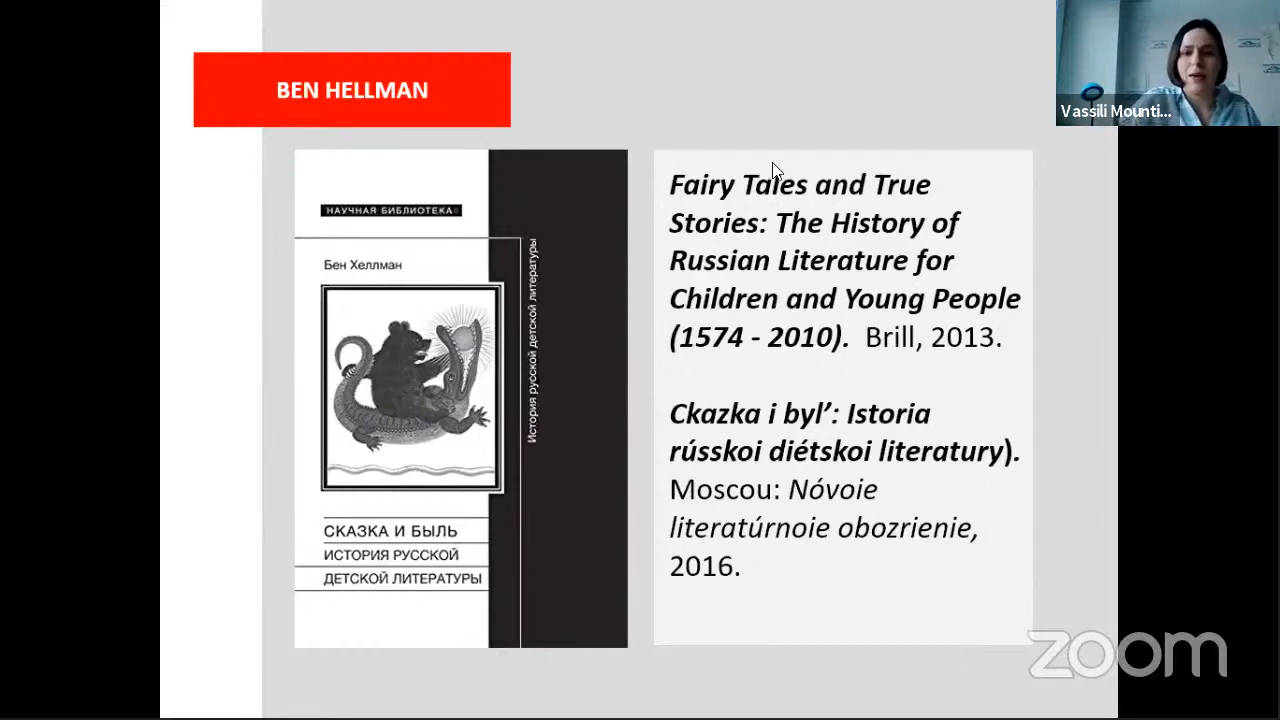 BEN HELLMAN
Vassili Mounti...
НАУЧНАЯ БИБЛИОТЕКА
Бен Хеллман
История русской детской литературы
СКАЗКА И БЫЛЬ
ИСТОРИЯ РУССКОЙ
ДЕТСКОЙ ЛИТЕРАТУРЫ
Fairy Tales and True
Stories: The History of
Russian Literature for
Children and Young People
(1574 - 2010). Brill, 2013.
Ckazka i byl’: Istoria
rússkoi diétskoi literatury).
Moscou: Nóvoie
literatúrnoie obozrienie,
2016.
zoom